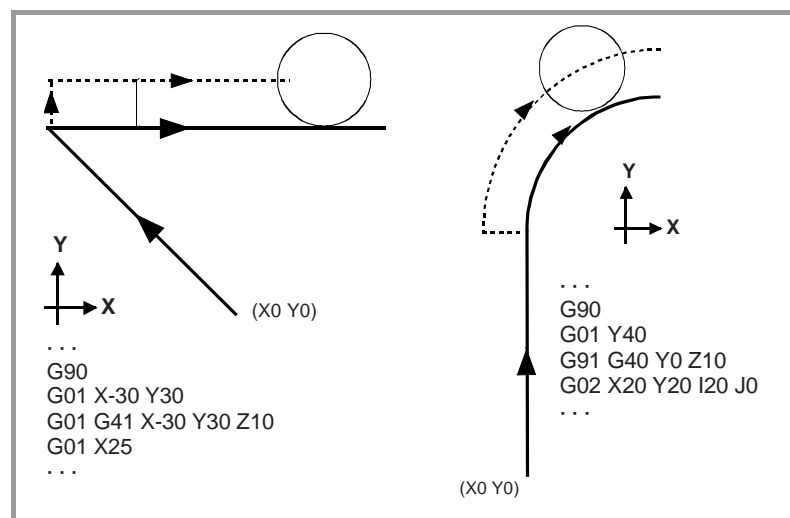 Y
X
(X0 Y0)
. . .
G90
G01 X-30 Y30
G01 G41 X-30 Y30 Z10
G01 X25
. . .
Y
X
. . .
G90
G01 Y40
G91 G40 Y0 Z10
G02 X20 Y20 I20 J0
. . .
(X0 Y0)